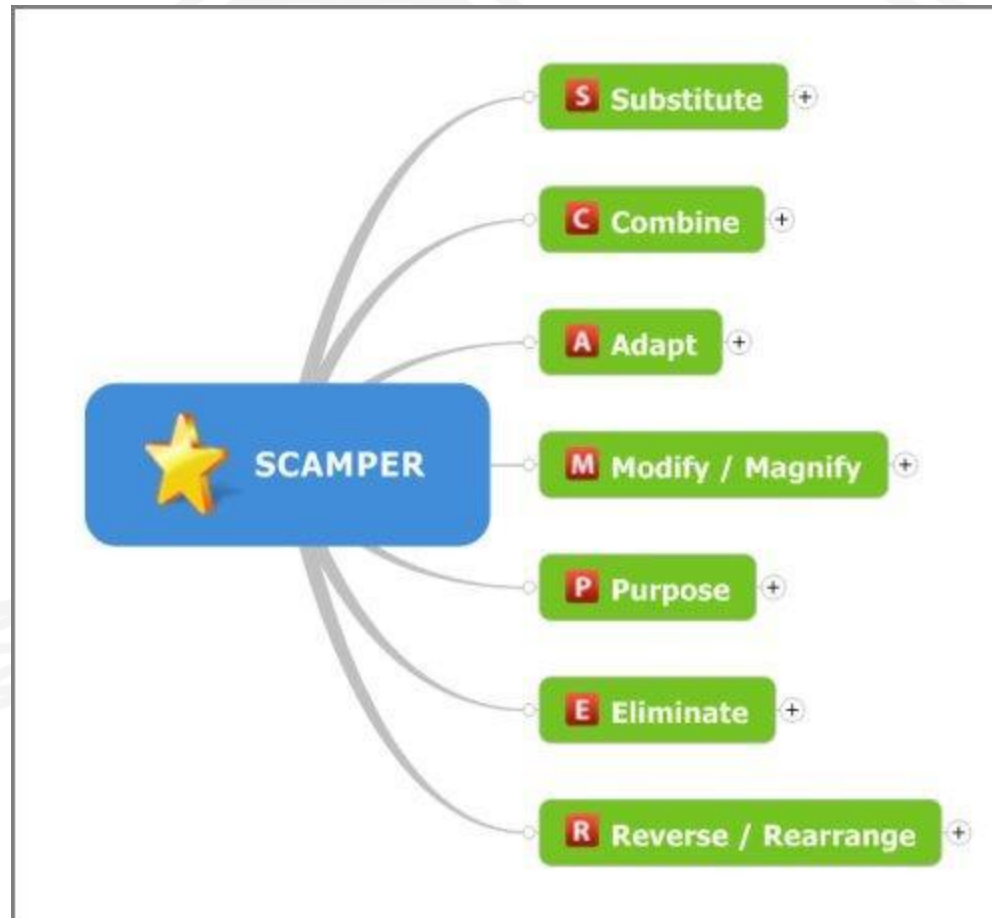 S Substitute +
C Combine +
A Adapt +
SCAMPER
M Modify / Magnify +
P Purpose +
E Eliminate +
R Reverse / Rearrange +